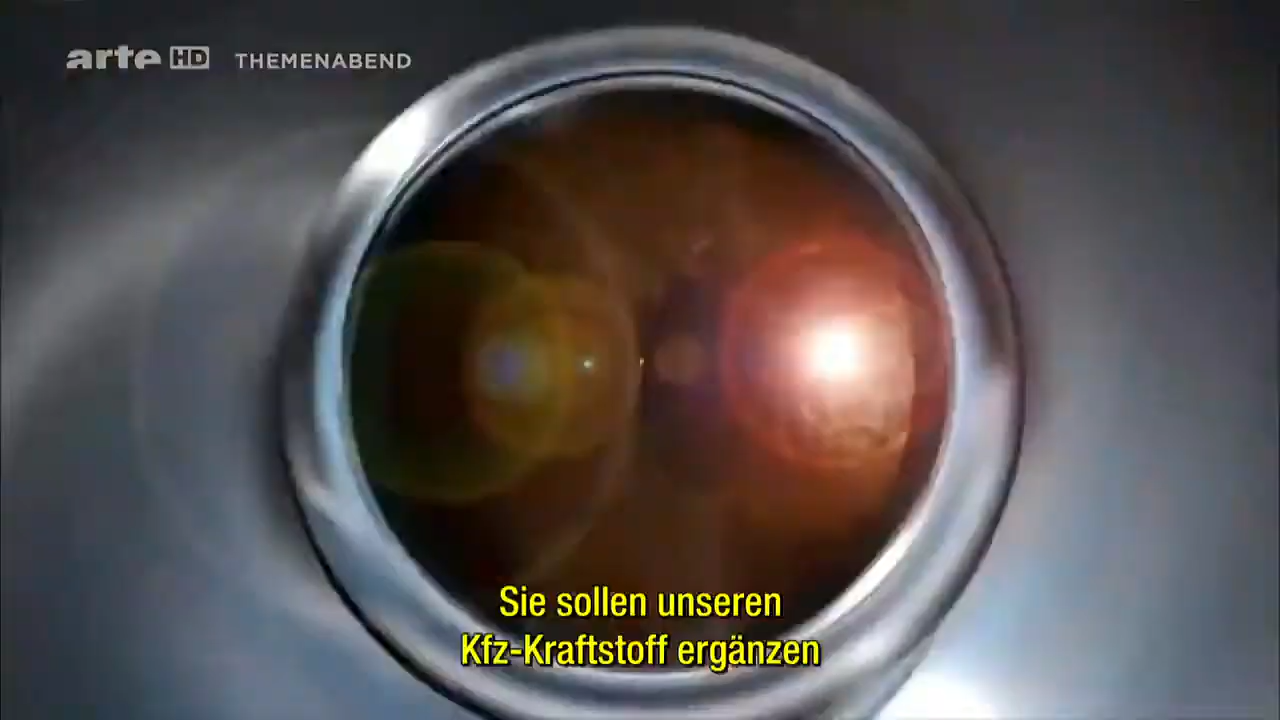 arte HD THEMENABEND
Sie sollen unseren
Kfz-Kraftstoff ergänzen